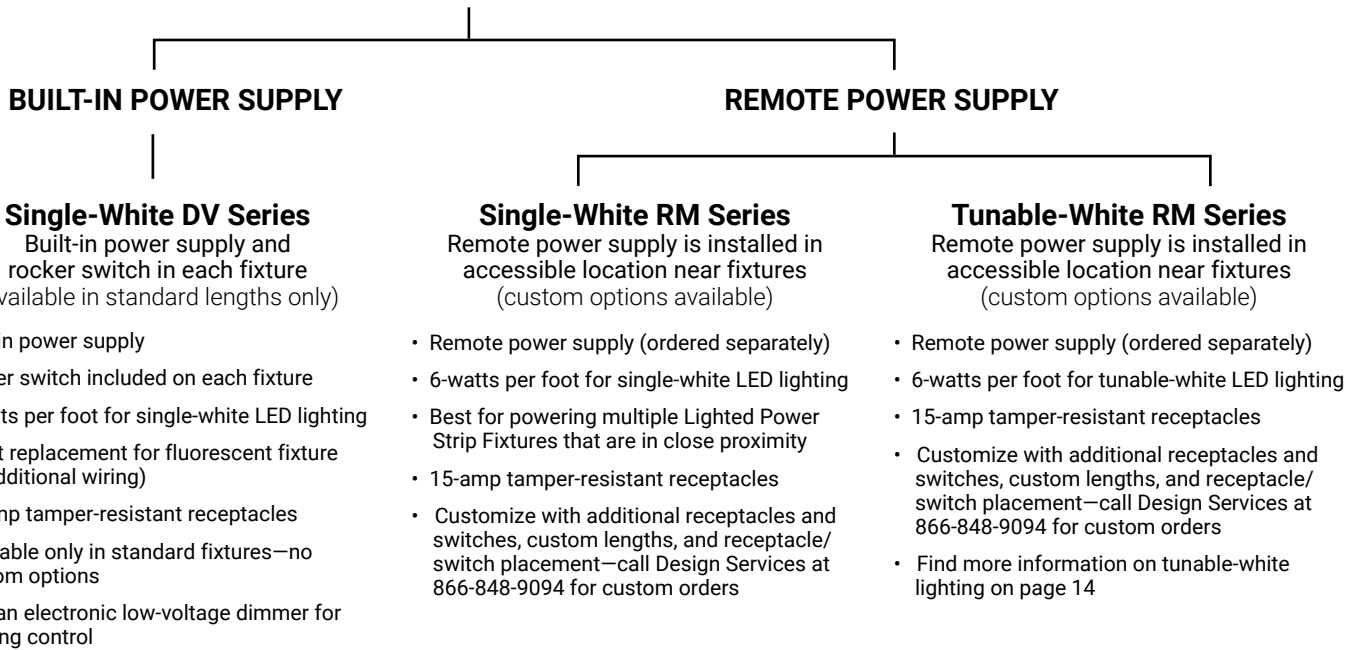 BUILT-IN POWER SUPPLY
REMOTE POWER SUPPLY
Single-White DV Series
Built-in power supply and
rocker switch in each fixture
in standard lengths only)
power supply
switch included on each fixture
per foot for single-white LED lighting
replacement for fluorescent fixture
wiring)
tamper-resistant receptacles
only in standard fixtures—no
options
an electronic low-voltage dimmer for
control
Single-White RM Series
Remote power supply is installed in
accessible location near fixtures
(custom options available)
• Remote power supply (ordered separately)
• 6-watts per foot for single-white LED lighting
• Best for powering multiple Lighted Power
Strip Fixtures that are in close proximity
• 15-amp tamper-resistant receptacles
• Customize with additional receptacles and
switches, custom lengths, and receptacle/
switch placement—call Design Services at
866-848-9094 for custom orders
Tunable-White RM Series
Remote power supply is installed in
accessible location near fixtures
(custom options available)
• Remote power supply (ordered separately)
• 6-watts per foot for tunable-white LED lighting
• 15-amp tamper-resistant receptacles
• Customize with additional receptacles and
switches, custom lengths, and receptacle/
switch placement—call Design Services at
866-848-9094 for custom orders
• Find more information on tunable-white
lighting on page 14